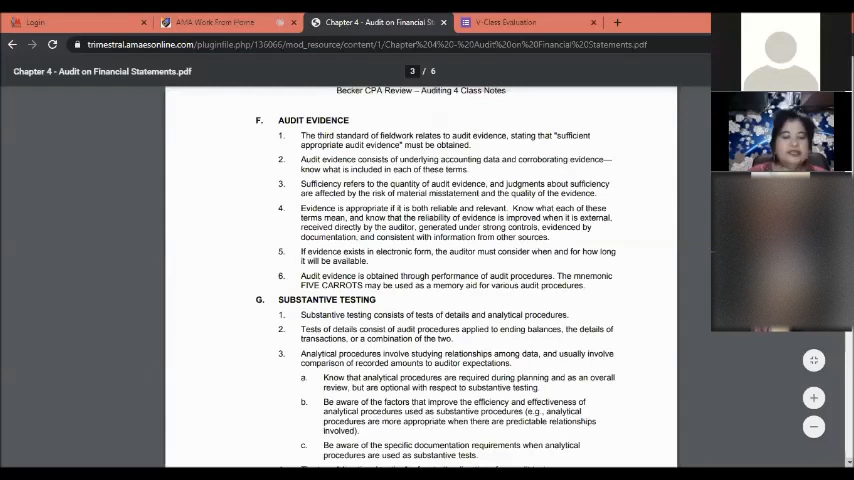 Login
AMA Work From Home
Chapter 4 - Audit on Financial St
V-Class Evaluation
trimestral.amaesonline.com/pluginfile.php/136066/mod_resource/content/1/Chapter%204%20-%20Audit%20on%20Financial%20Statements.pdf
Chapter 4 - Audit on Financial Statements.pdf
3 / 6
Becker CPA Review – Auditing 4 Class Notes
F. AUDIT EVIDENCE
1. The third standard of fieldwork relates to audit evidence, stating that "sufficient
appropriate audit evidence" must be obtained.
2. Audit evidence consists of underlying accounting data and corroborating evidence—
know what is included in each of these terms.
3. Sufficiency refers to the quantity of audit evidence, and judgments about sufficiency
are affected by the risk of material misstatement and the quality of the evidence.
4. Evidence is appropriate if it is both reliable and relevant. Know what each of these
terms mean, and know that the reliability of evidence is improved when it is external,
received directly by the auditor, generated under strong controls, evidenced by
documentation, and consistent with information from other sources.
5. If evidence exists in electronic form, the auditor must consider when and for how long
it will be available.
6. Audit evidence is obtained through performance of audit procedures. The mnemonic
FIVE CARROTS may be used as a memory aid for various audit procedures.
G. SUBSTANTIVE TESTING
1. Substantive testing consists of tests of details and analytical procedures.
2. Tests of details consist of audit procedures applied to ending balances, the details of
transactions, or a combination of the two.
3. Analytical procedures involve studying relationships among data, and usually involve
comparison of recorded amounts to auditor expectations.
a. Know that analytical procedures are required during planning and as an overall
review, but are optional with respect to substantive testing.
b. Be aware of the factors that improve the efficiency and effectiveness of
analytical procedures used as substantive procedures (e.g., analytical
procedures are more appropriate when there are predictable relationships
involved).
c. Be aware of the specific documentation requirements when analytical
procedures are used as substantive tests.